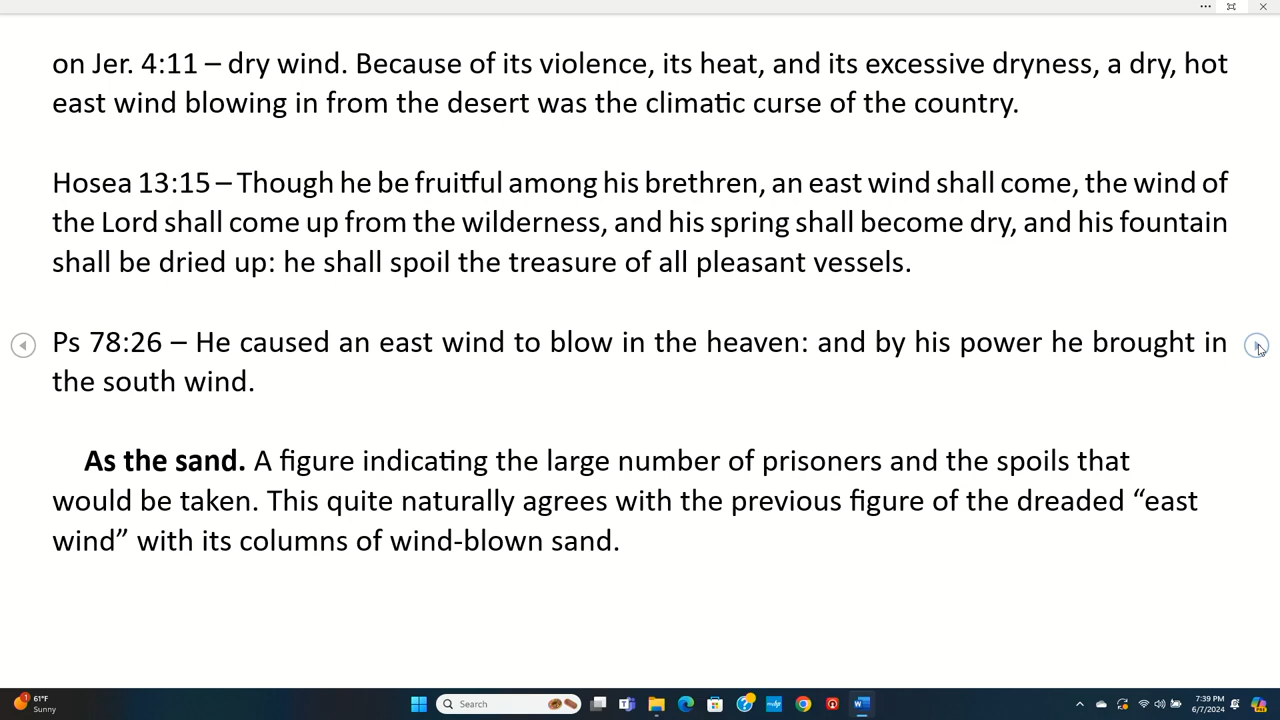 on Jer. 4:11 – dry wind. Because of its violence, its heat, and its excessive dryness, a dry, hot
east wind blowing in from the desert was the climatic curse of the country.
Hosea 13:15 – Though he be fruitful among his brethren, an east wind shall come, the wind of
the Lord shall come up from the wilderness, and his spring shall become dry, and his fountain
shall be dried up: he shall spoil the treasure of all pleasant vessels.
Ps 78:26 – He caused an east wind to blow in the heaven: and by his power he brought in
the south wind.
As the sand. A figure indicating the large number of prisoners and the spoils that
would be taken. This quite naturally agrees with the previous figure of the dreaded “east
wind” with its columns of wind-blown sand.
1
61°F
Sunny
Search
7:39 PM
6/7/2024